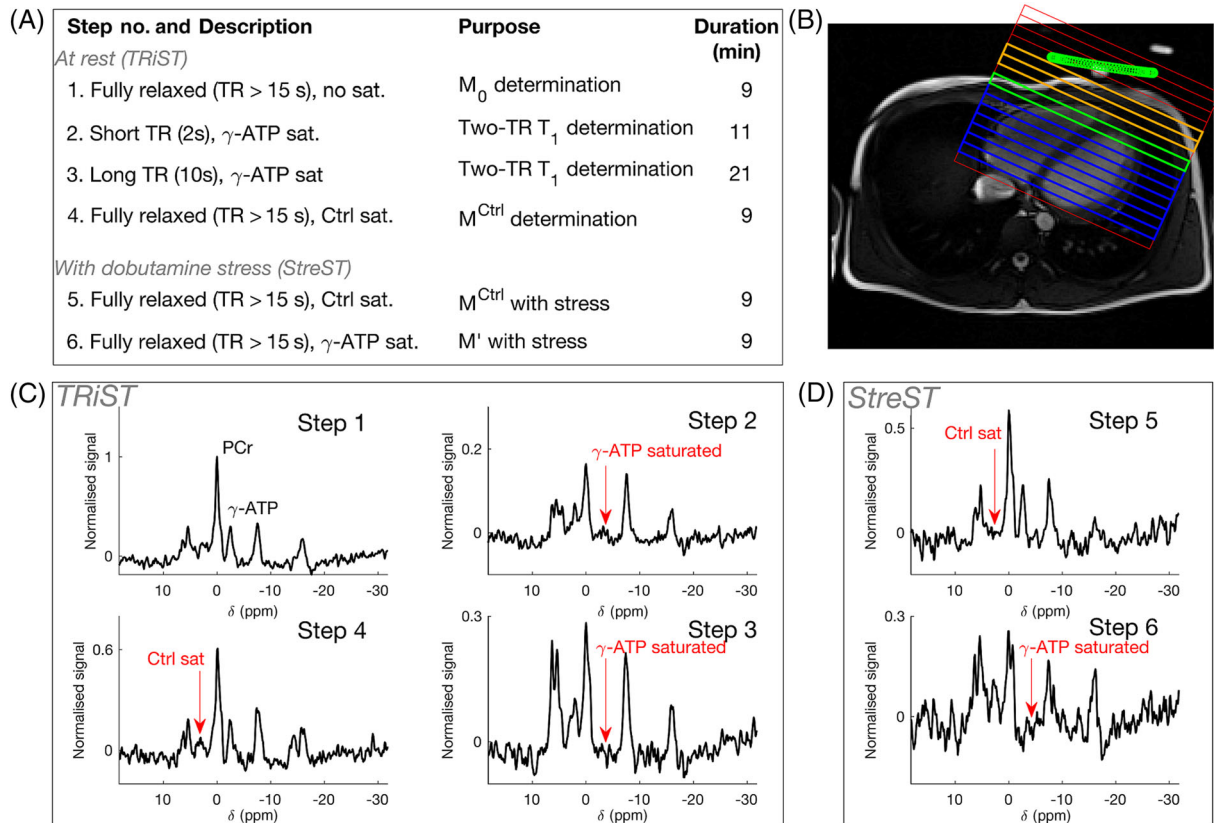 (A)
Step no. and Description Purpose Duration (min)
At rest (TRiST)
1. Fully relaxed (TR > 15 s), no sat. M0 determination 9
2. Short TR (2s), γ-ATP sat. Two-TR T1 determination 11
3. Long TR (10s), γ-ATP sat Two-TR T1 determination 21
4. Fully relaxed (TR > 15 s), Ctrl sat. M^Ctrl determination 9
With dobutamine stress (StreST)
5. Fully relaxed (TR > 15 s), Ctrl sat. M^Ctrl with stress 9
6. Fully relaxed (TR > 15 s), γ-ATP sat. M' with stress 9
(B)
(C) TRiST
Step 1
PCr
γ-ATP
Normalised signal
1
0
10 0 -10 -20 -30
δ (ppm)
Step 2
γ-ATP saturated
Normalised signal
0.2
0
10 0 -10 -20 -30
δ (ppm)
Step 4
Ctrl sat
Normalised signal
0.6
0
10 0 -10 -20 -30
δ (ppm)
Step 3
γ-ATP saturated
Normalised signal
0.3
0
10 0 -10 -20 -30
δ (ppm)
(D) StreST
Step 5
Ctrl sat
Normalised signal
0.5
0
10 0 -10 -20 -30
δ (ppm)
Step 6
γ-ATP saturated
Normalised signal
0.3
0
10 0 -10 -20 -30
δ (ppm)